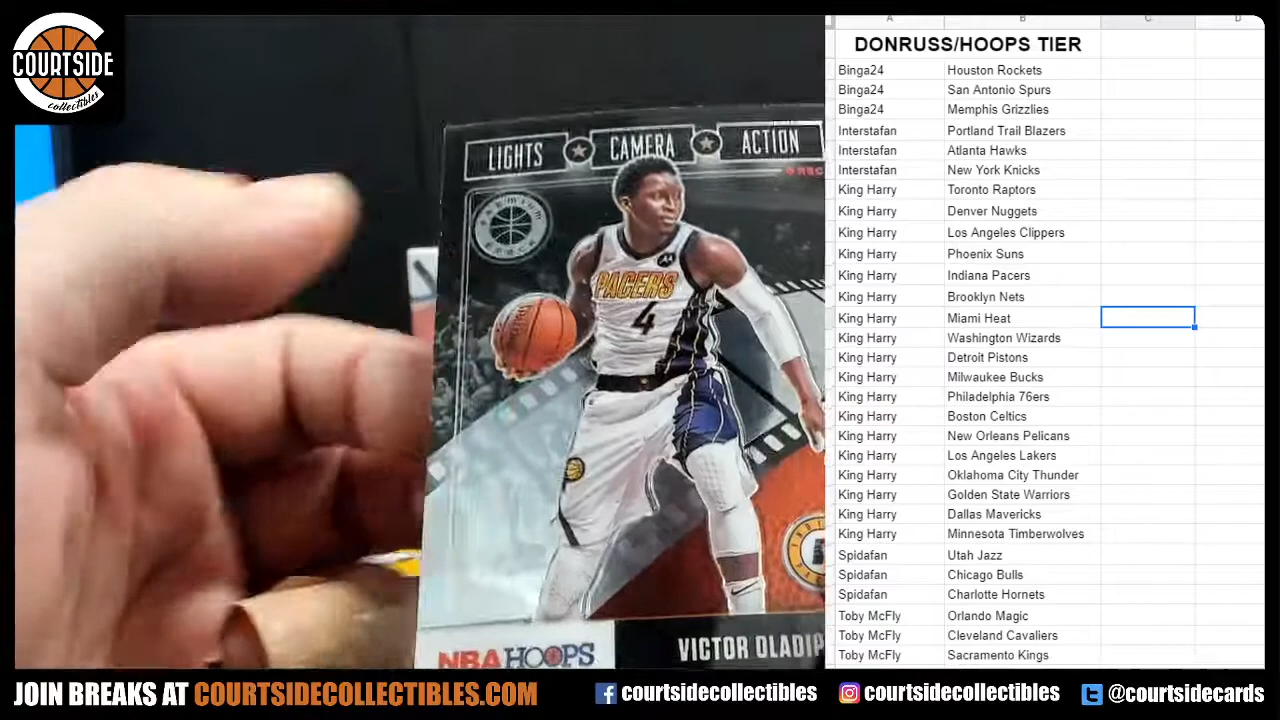 COURTSIDE
collectibles
LIGHTS CAMERA ACTION
REC
PREMIUM
STOCK
PACERS
4
NBA HOOPS
VICTOR OLADIP
A B C D
DONRUSS/HOOPS TIER
Binga24 Houston Rockets
Binga24 San Antonio Spurs
Binga24 Memphis Grizzlies
Interstafan Portland Trail Blazers
Interstafan Atlanta Hawks
Interstafan New York Knicks
King Harry Toronto Raptors
King Harry Denver Nuggets
King Harry Los Angeles Clippers
King Harry Phoenix Suns
King Harry Indiana Pacers
King Harry Brooklyn Nets
King Harry Miami Heat
King Harry Washington Wizards
King Harry Detroit Pistons
King Harry Milwaukee Bucks
King Harry Philadelphia 76ers
King Harry Boston Celtics
King Harry New Orleans Pelicans
King Harry Los Angeles Lakers
King Harry Oklahoma City Thunder
King Harry Golden State Warriors
King Harry Dallas Mavericks
King Harry Minnesota Timberwolves
Spidafan Utah Jazz
Spidafan Chicago Bulls
Spidafan Charlotte Hornets
Toby McFly Orlando Magic
Toby McFly Cleveland Cavaliers
Toby McFly Sacramento Kings
JOIN BREAKS AT COURTSIDECOLLECTIBLES.COM
courtsidecollectibles
courtsidecollectibles
@courtsidecards